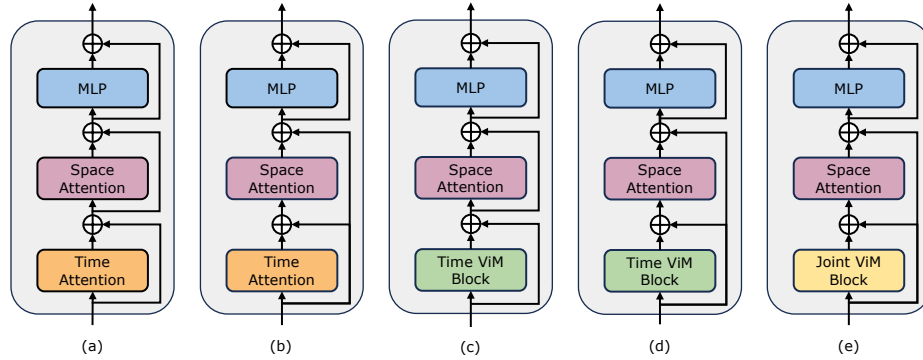 MLP
Space
Attention
Time
Attention
(a)
MLP
Space
Attention
Time
Attention
(b)
MLP
Space
Attention
Time ViM
Block
(c)
MLP
Space
Attention
Time ViM
Block
(d)
MLP
Space
Attention
Joint ViM
Block
(e)